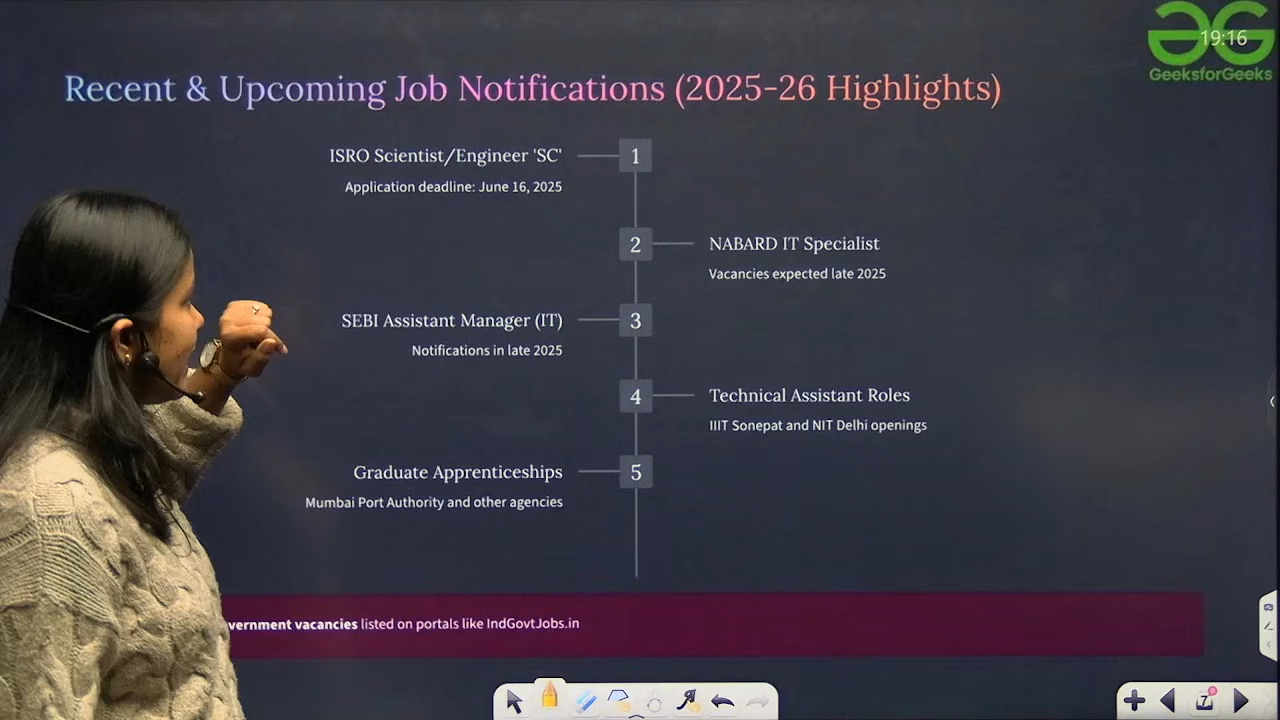 GeeksforGeeks
19:16
Recent & Upcoming Job Notifications (2025-26 Highlights)
ISRO Scientist/Engineer 'SC'
1
Application deadline: June 16, 2025
2
NABARD IT Specialist
Vacancies expected late 2025
SEBI Assistant Manager (IT)
3
Notifications in late 2025
4
Technical Assistant Roles
IIIT Sonepat and NIT Delhi openings
Graduate Apprenticeships
5
Mumbai Port Authority and other agencies
vacancies listed on portals like IndGovtJobs.in
7